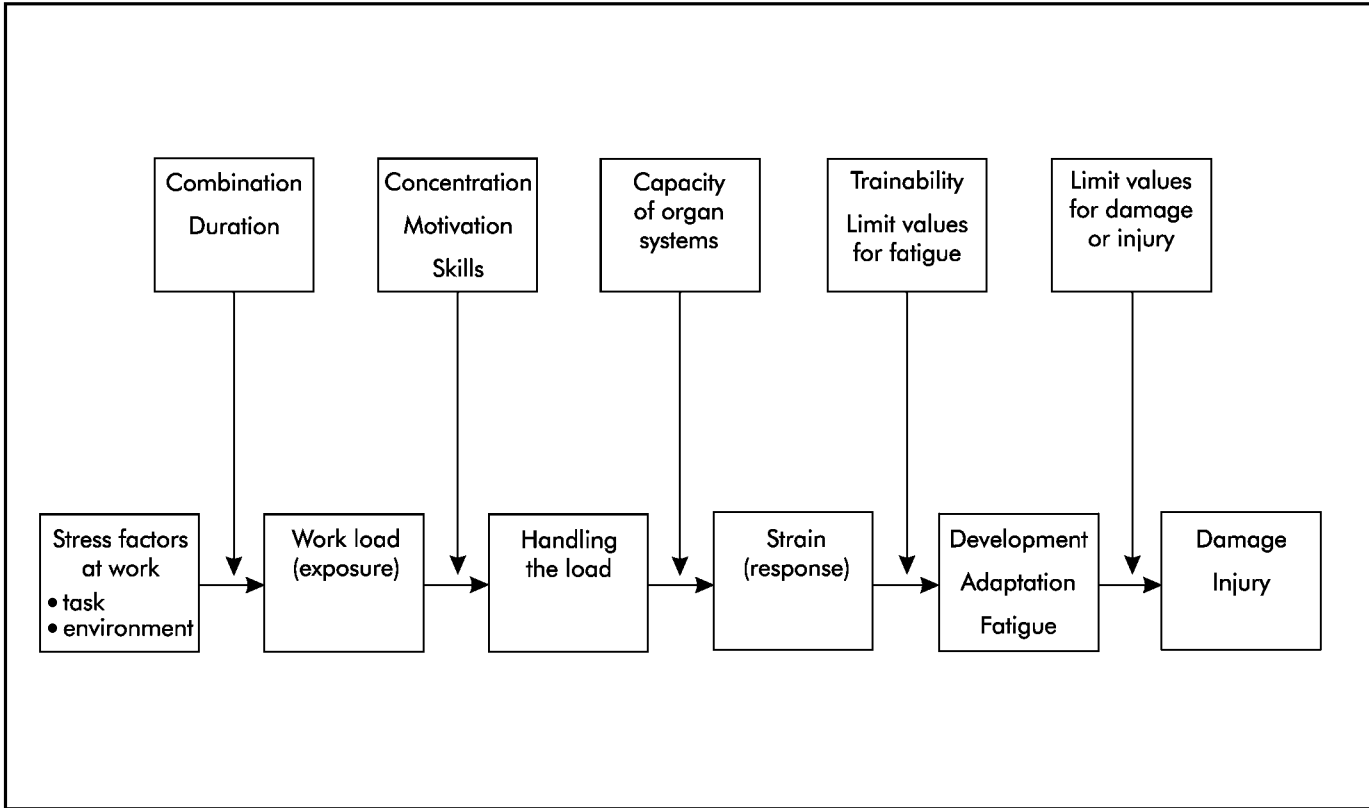 Combination
Duration
Concentration
Motivation
Skills
Capacity
of organ
systems
Trainability
Limit values
for fatigue
Limit values
for damage
or injury
Stress factors
at work
• task
• environment
Work load
(exposure)
Handling
the load
Strain
(response)
Development
Adaptation
Fatigue
Damage
Injury